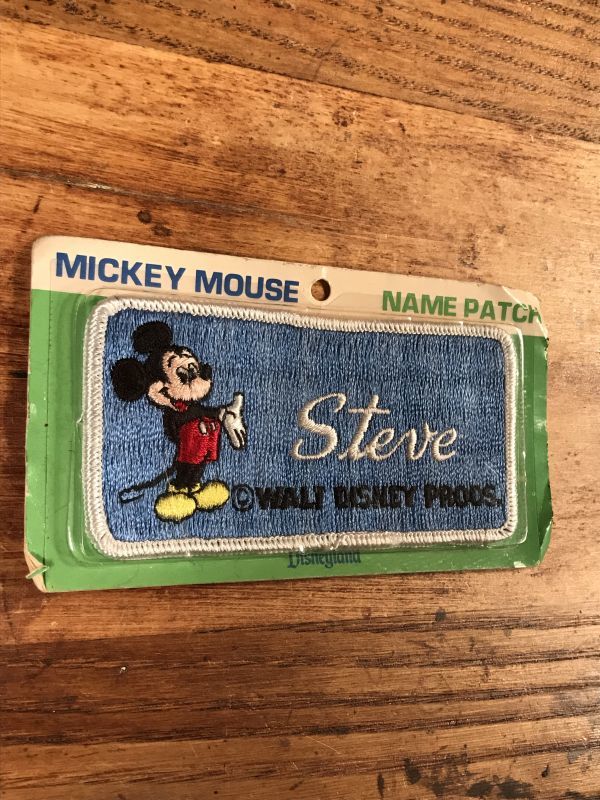 MICKEY MOUSE
NAME PATCH
Steve
©WALT DISNEY PRODS.
Disneyland